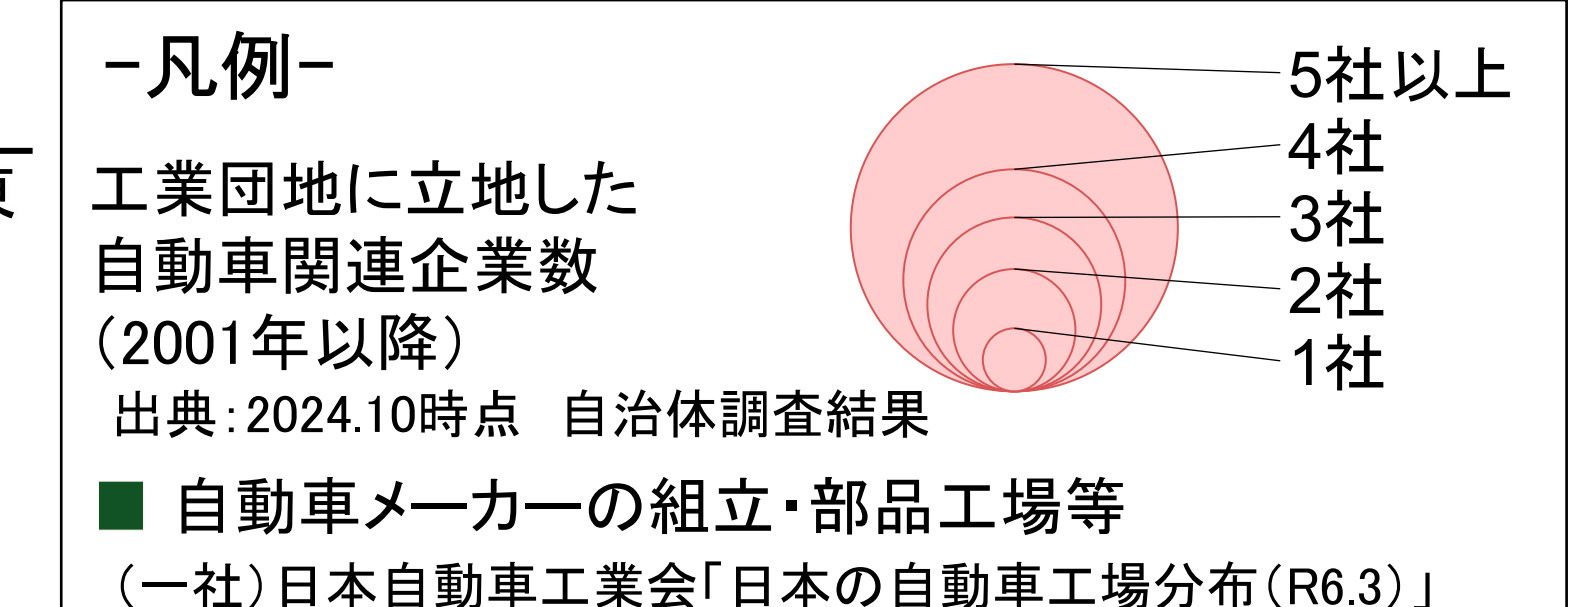 -凡例-
工業団地に立地した
自動車関連企業数
(2001年以降)
出典:2024.10時点　自治体調査結果
5社以上
4社
3社
2社
1社
自動車メーカーの組立・部品工場等
(一社)日本自動車工業会「日本の自動車工場分布(R6.3)」